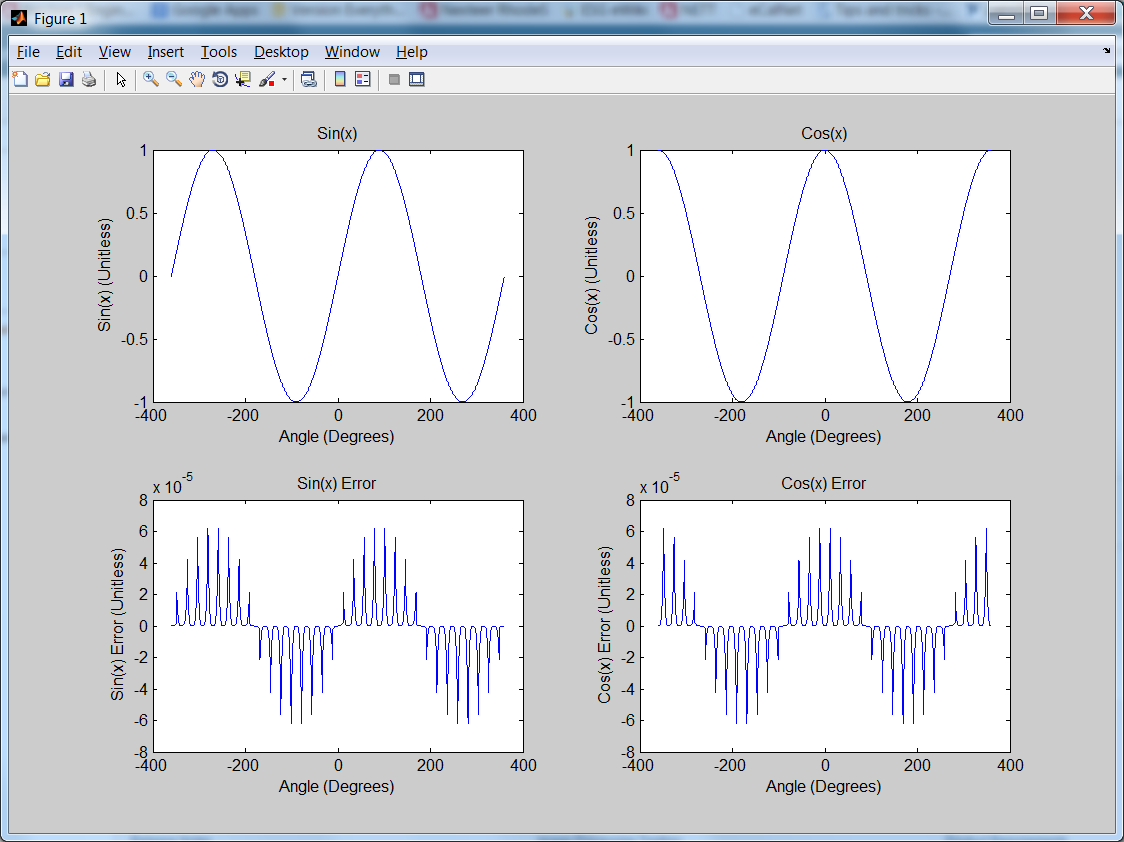 Figure 1
File Edit View Insert Tools Desktop Window Help
Sin(x)
1
0.5
0
-0.5
-1
Sin(x) (Unitless)
-400 -200 0 200 400
Angle (Degrees)
Cos(x)
1
0.5
0
-0.5
-1
Cos(x) (Unitless)
-400 -200 0 200 400
Angle (Degrees)
Sin(x) Error
x 10^-5
8
6
4
2
0
-2
-4
-6
-8
Sin(x) Error (Unitless)
-400 -200 0 200 400
Angle (Degrees)
Cos(x) Error
x 10^-5
8
6
4
2
0
-2
-4
-6
-8
Cos(x) Error (Unitless)
-400 -200 0 200 400
Angle (Degrees)